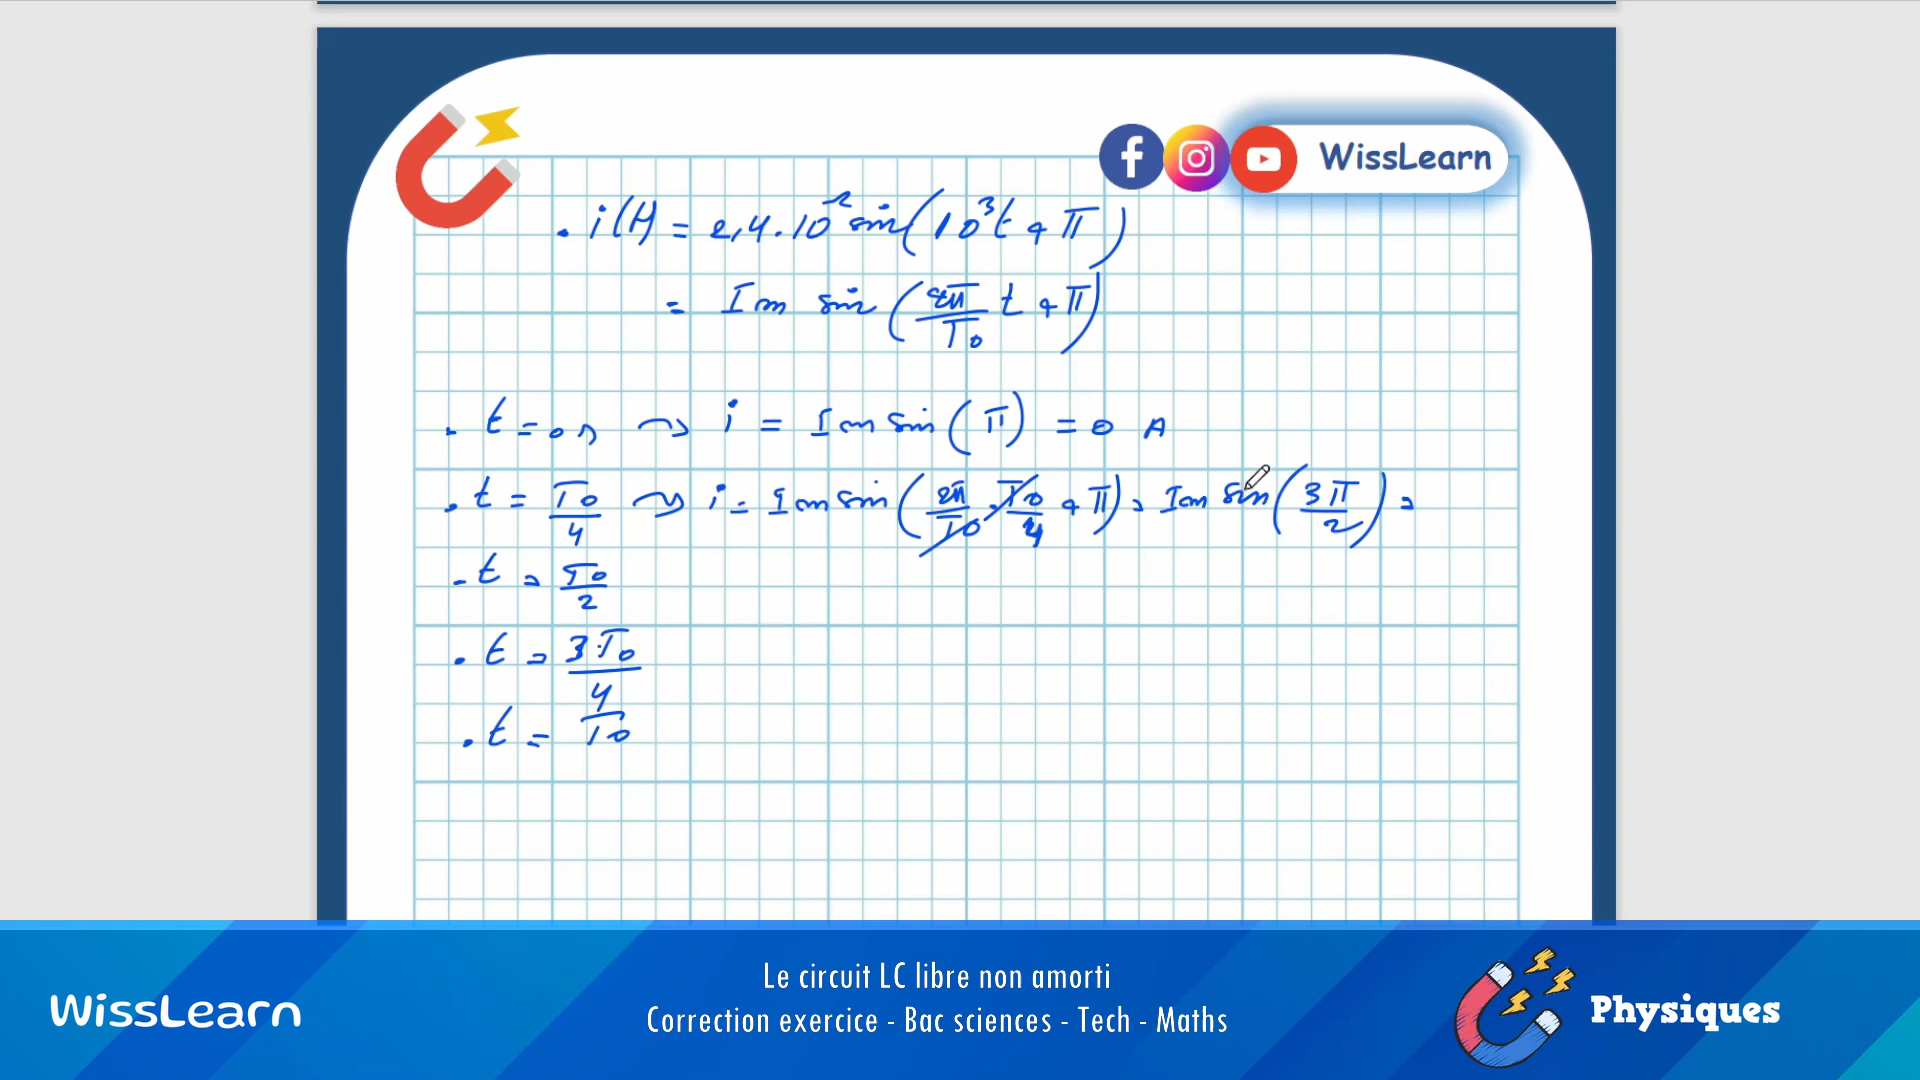 WissLearn
. i(t) = 2,4.10⁻² sin(10³t + π)
= Im sin(2π/T0 t + π)
. t = 0 s ⇝ i = Im sin(π) = 0 A
. t = T0/4 ⇝ i = Im sin(2π/T0 . T0/4 + π) = Im sin(3π/2) =
. t = T0/2
. t = 3T0/4
. t = T0
WissLearn
Le circuit LC libre non amorti
Correction exercice - Bac sciences - Tech - Maths
Physiques